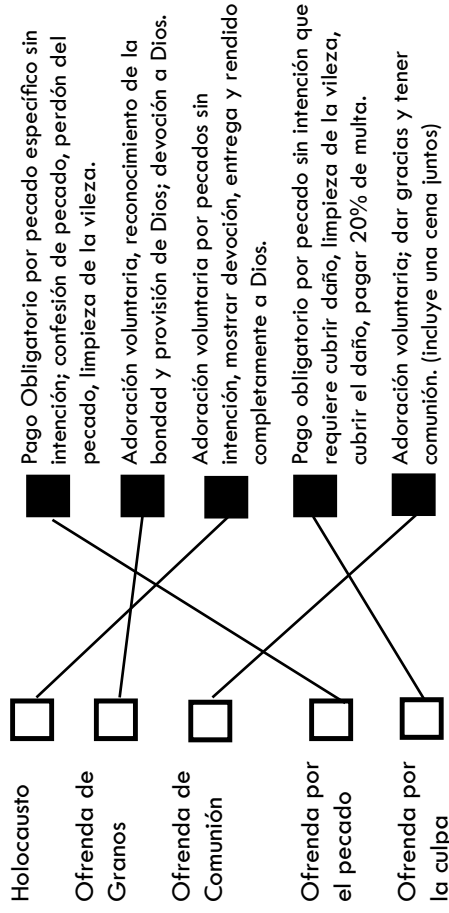 Holocausto
Ofrenda de
Granos
Ofrenda de
Comunión
Ofrenda por
el pecado
Ofrenda por
la culpa
Pago Obligatorio por pecado específico sin
intención; confesión de pecado, perdón del
pecado, limpieza de la vileza.
Adoración voluntaria, reconocimiento de la
bondad y provisión de Dios; devoción a Dios.
Adoración voluntaria por pecados sin
intención, mostrar devoción, entrega y rendido
completamente a Dios.
Pago obligatorio por pecado sin intención que
requiere cubrir daño, limpieza de la vileza,
cubrir el daño, pagar 20% de multa.
Adoración voluntaria; dar gracias y tener
comunión. (incluye una cena juntos)